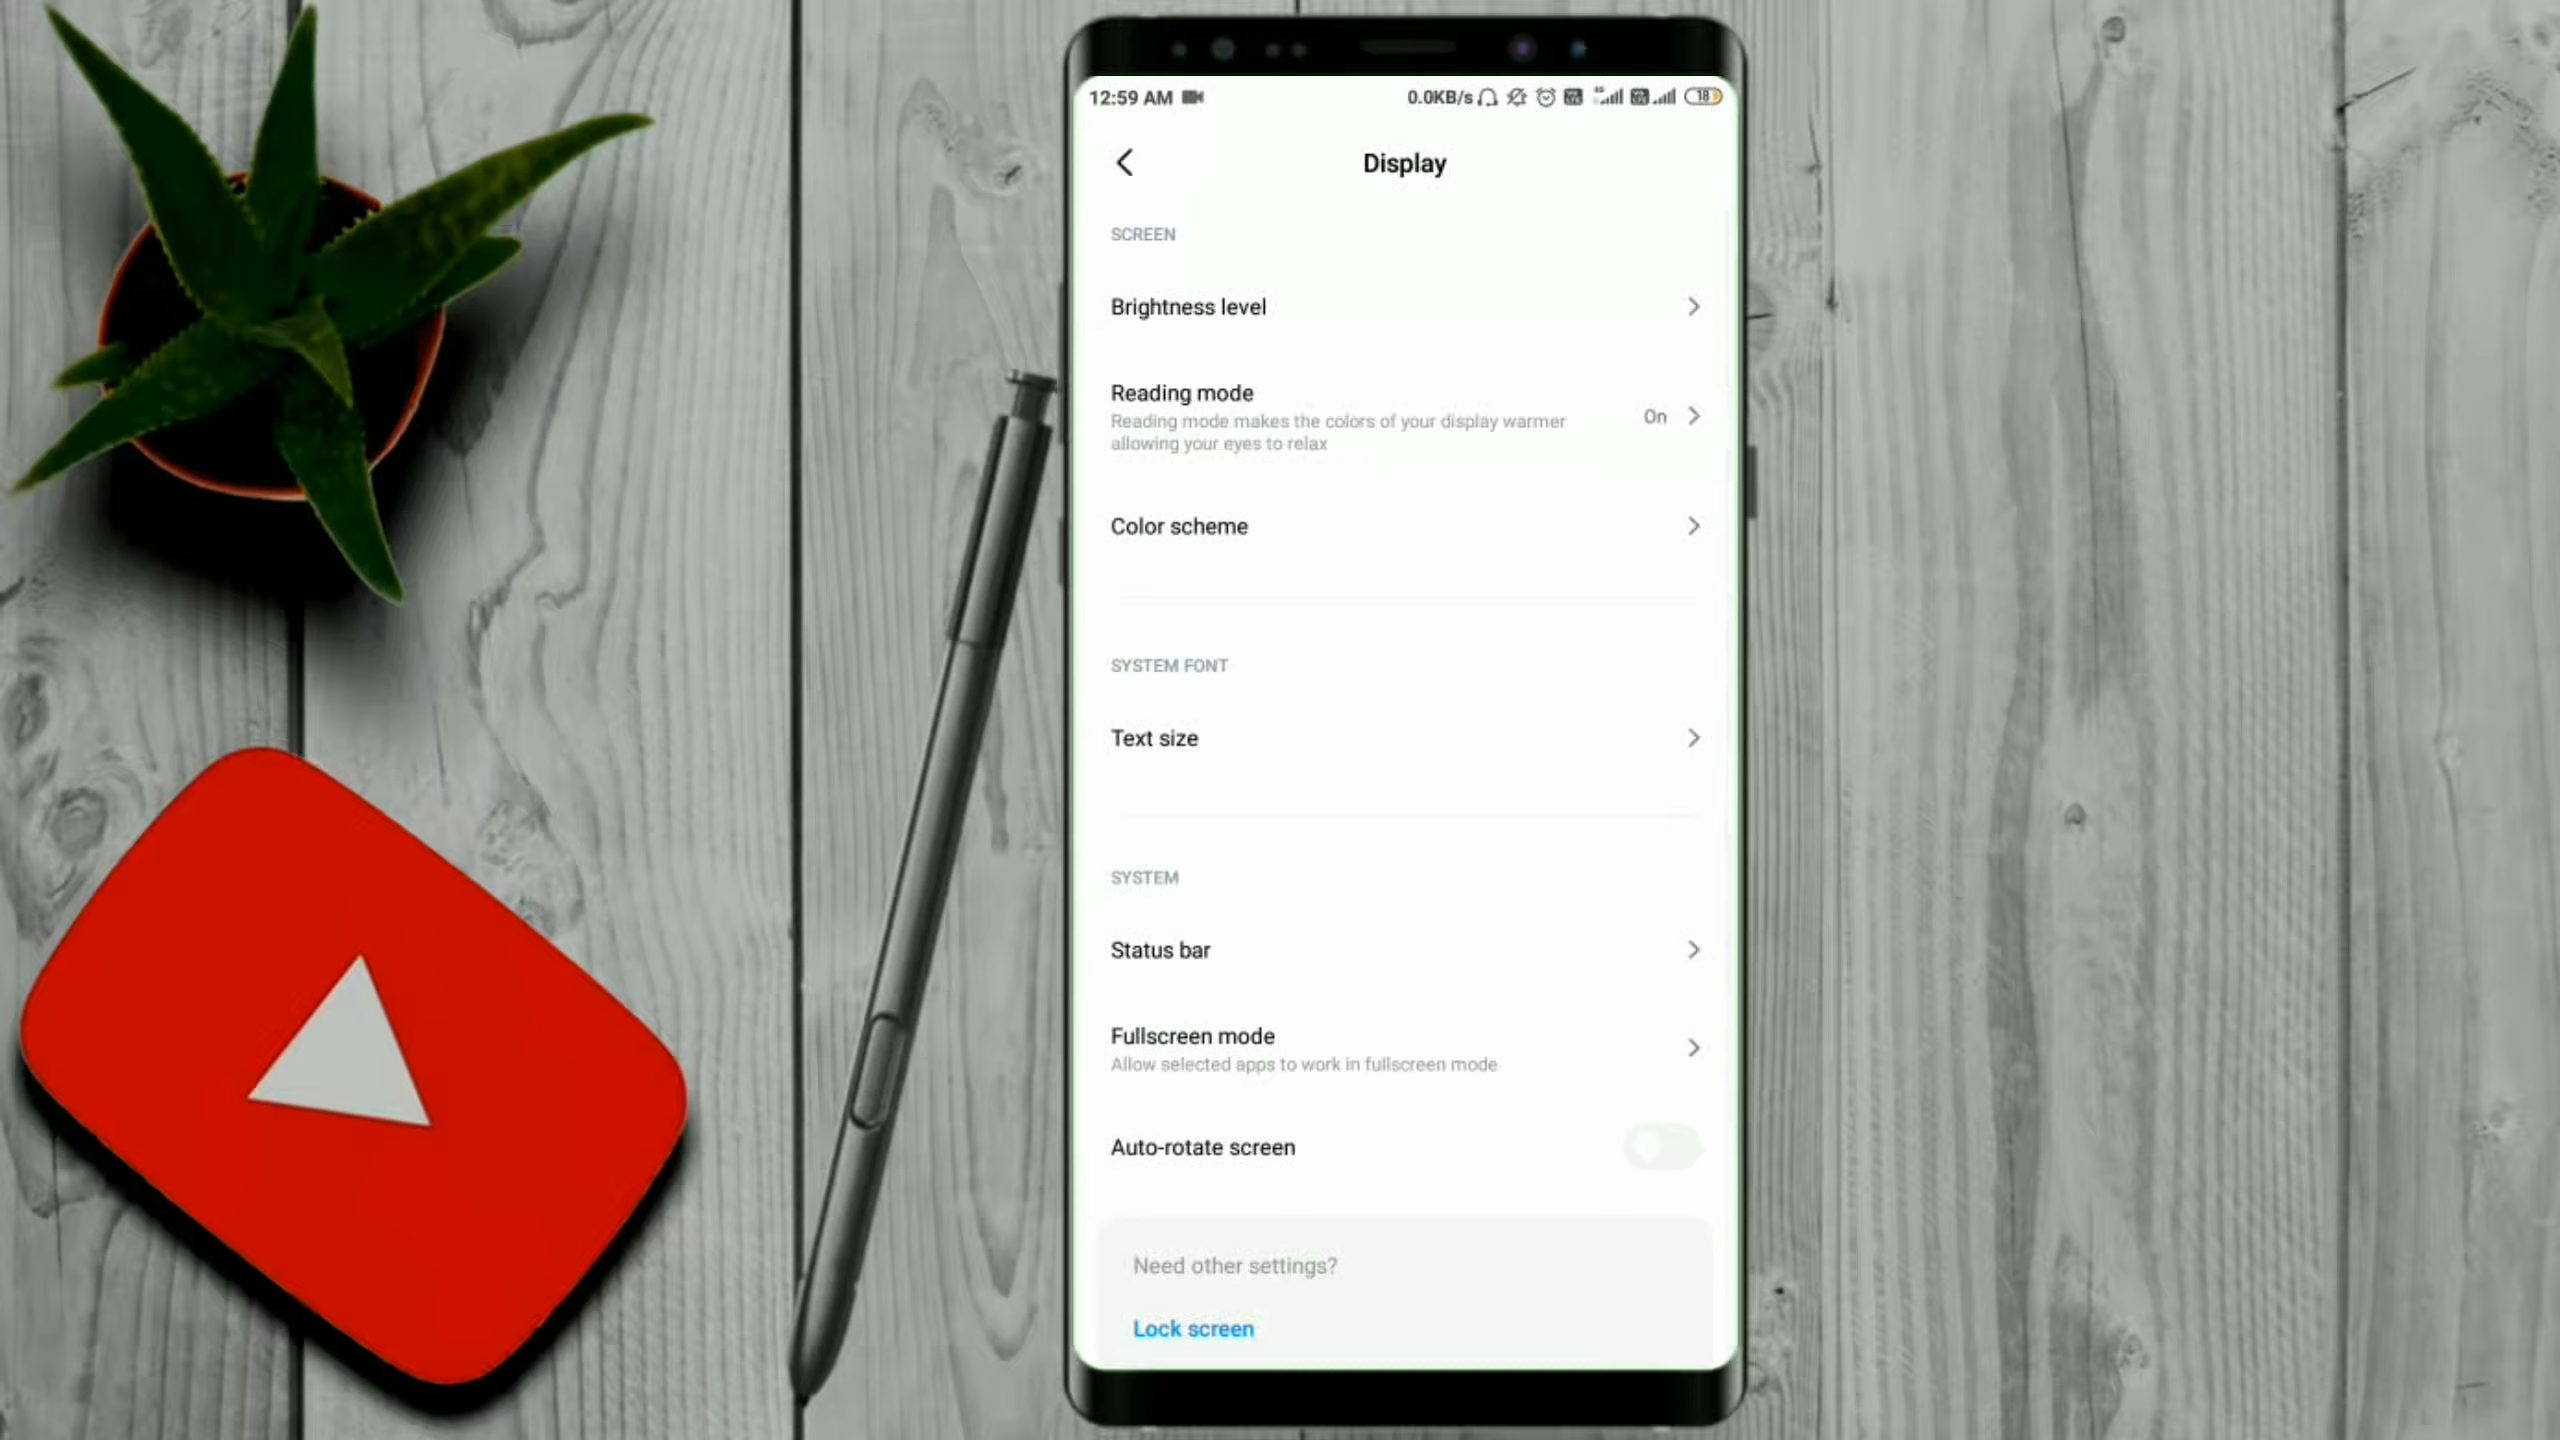 12:59 AM
0.0KB/s
18
Display
SCREEN
Brightness level
Reading mode
Reading mode makes the colors of your display warmer
allowing your eyes to relax
On
Color scheme
SYSTEM FONT
Text size
SYSTEM
Status bar
Fullscreen mode
Allow selected apps to work in fullscreen mode
Auto-rotate screen
Need other settings?
Lock screen